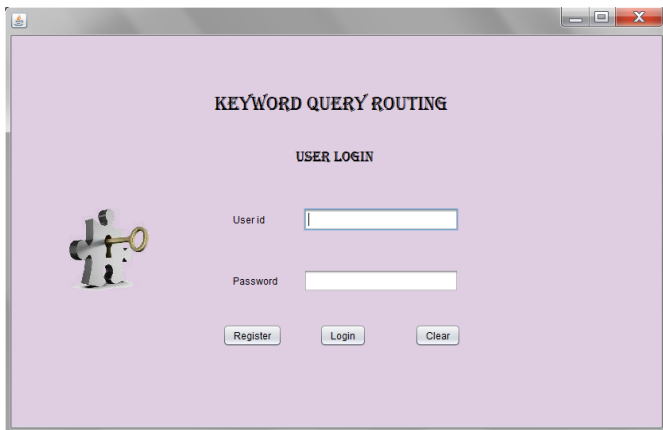 KEYWORD QUERY ROUTING
USER LOGIN
User id
Password
Register Login Clear